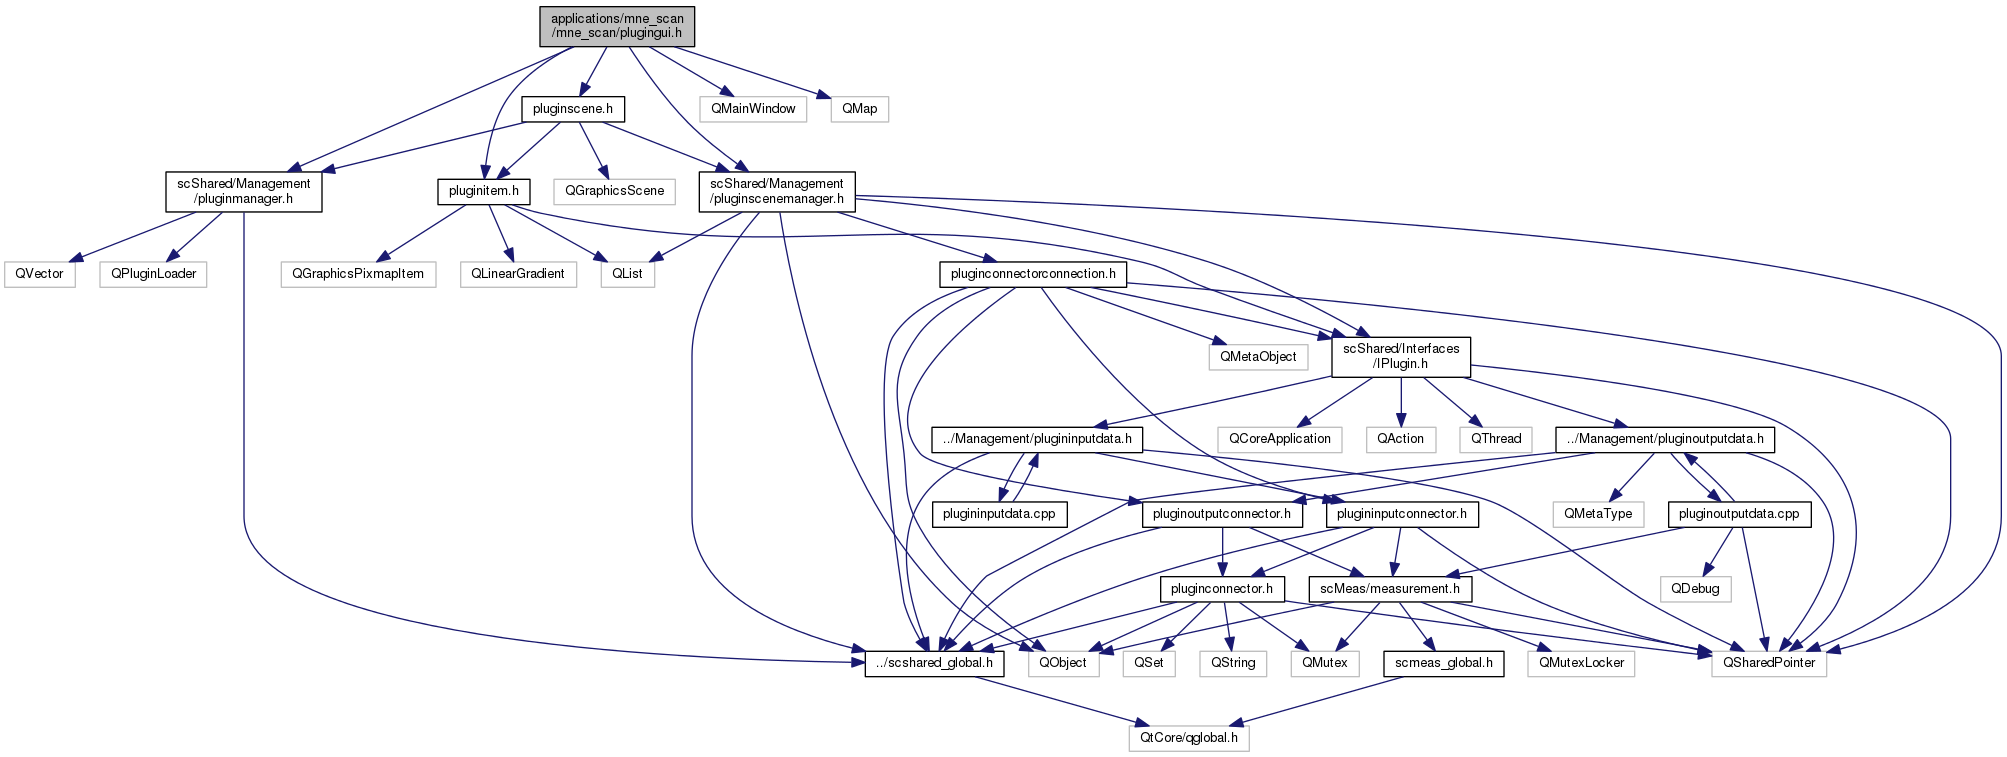 applications/mne_scan
/mne_scan/plugingui.h
pluginscene.h
QMainWindow
QMap
scShared/Management
/pluginmanager.h
pluginitem.h
QGraphicsScene
scShared/Management
/pluginscenemanager.h
QVector
QPluginLoader
QGraphicsPixmapItem
QLinearGradient
QList
pluginconnectorconnection.h
QMetaObject
scShared/Interfaces
/IPlugin.h
../Management/plugininputdata.h
QCoreApplication
QAction
QThread
../Management/pluginoutputdata.h
plugininputdata.cpp
pluginoutputconnector.h
plugininputconnector.h
QMetaType
pluginoutputdata.cpp
pluginconnector.h
scMeas/measurement.h
QDebug
../scshared_global.h
QObject
QSet
QString
QMutex
scmeas_global.h
QMutexLocker
QSharedPointer
QtCore/qglobal.h